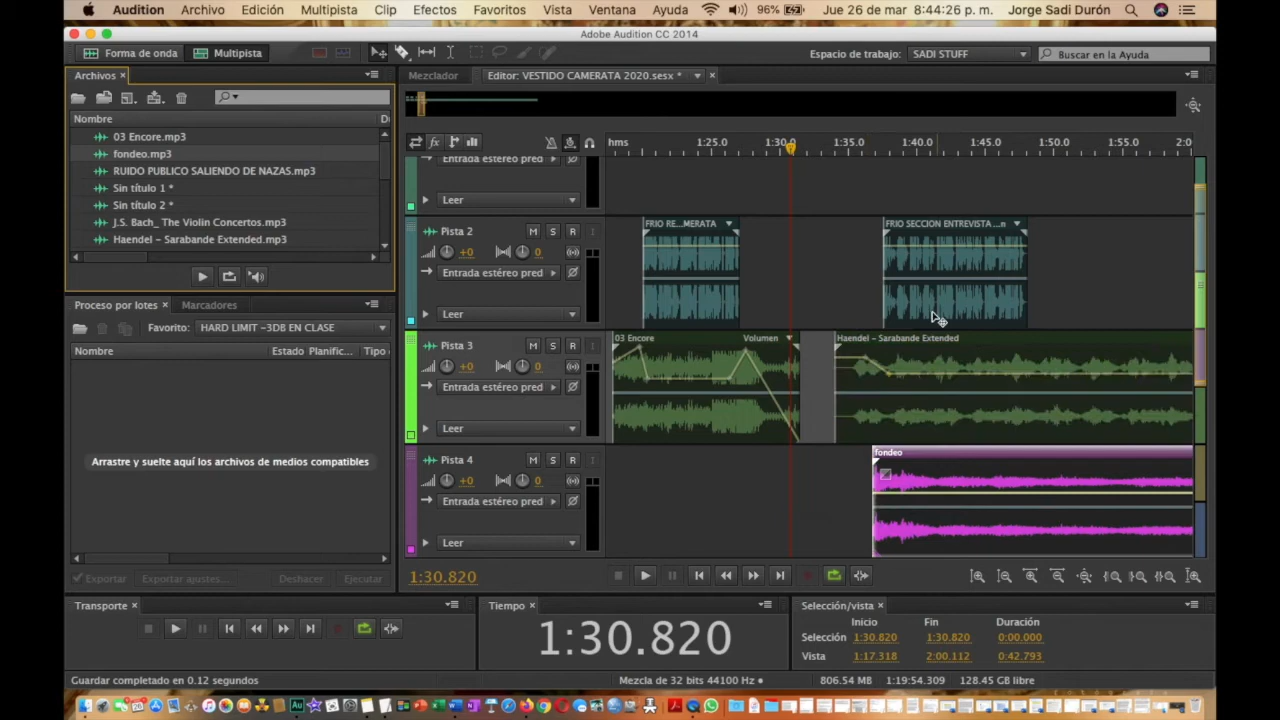 Audition Archivo Edición Multipista Clip Efectos Favoritos Vista Ventana Ayuda 96% Jue 26 de mar 8:44:26 p. m. Jorge Sadi Durón
Adobe Audition CC 2014
Forma de onda Multipista Espacio de trabajo: SADI STUFF Buscar en la Ayuda
Archivos × Mezclador Editor: VESTIDO CAMERATA 2020.sesx * ×
Nombre D
03 Encore.mp3
fondeo.mp3
RUIDO PUBLICO SALIENDO DE NAZAS.mp3
Sin título 1 *
Sin título 2 *
J.S. Bach_ The Violin Concertos.mp3
Haendel - Sarabande Extended.mp3
Proceso por lotes × Marcadores
Favorito: HARD LIMIT -3DB EN CLASE
Nombre Estado Planific... Tipo
Arrastre y suelte aquí los archivos de medios compatibles
Exportar Exportar ajustes... Deshacer Ejecutar
fx hms 1:25.0 1:30.0 1:35.0 1:40.0 1:45.0 1:50.0 1:55.0 2:0
Entrada estéreo pred
Leer
Pista 2 M S R I FRIO RE...MERATA FRIO SECCION ENTREVISTA ...n
+0 0
Entrada estéreo pred
Leer
Pista 3 M S R I 03 Encore Volumen Haendel - Sarabande Extended
+0 0
Entrada estéreo pred
Leer
Pista 4 M S R I fondeo
+0 0
Entrada estéreo pred
Leer
1:30.820
Transporte × Tiempo × Selección/vista ×
1:30.820
Inicio Fin Duración
Selección 1:30.820 1:30.820 0:00.000
Vista 1:17.318 2:00.112 0:42.793
Guardar completado en 0.12 segundos Mezcla de 32 bits 44100 Hz 806.54 MB 1:19:54.309 128.45 GB libre